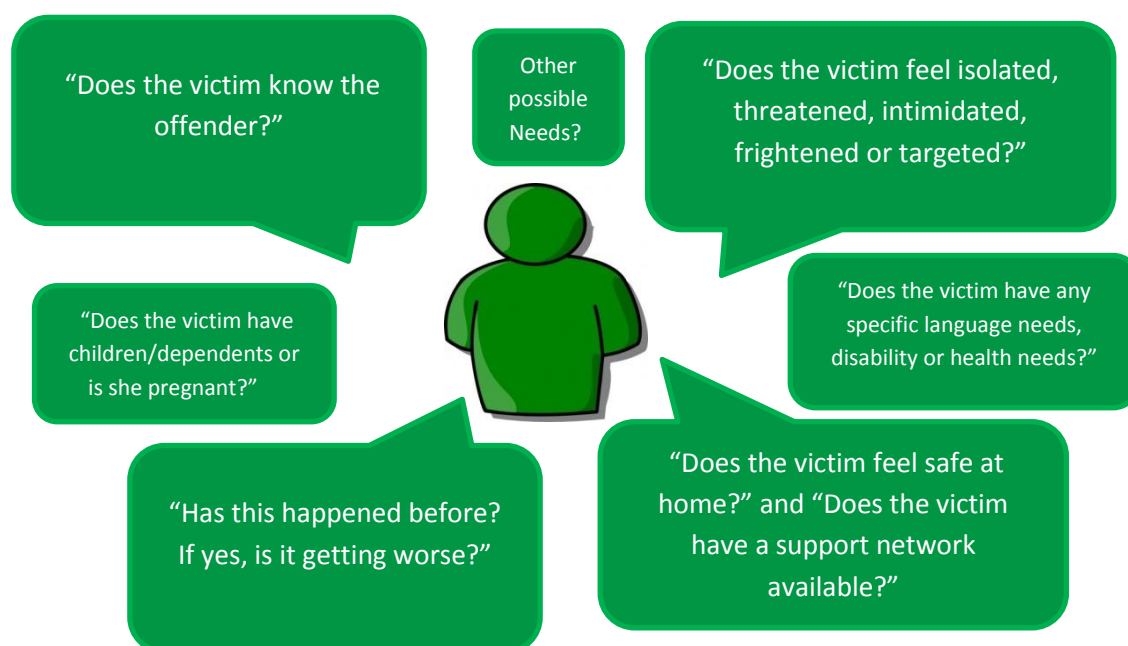 “Does the victim know the
offender?”
Other
possible
Needs?
“Does the victim feel isolated,
threatened, intimidated,
frightened or targeted?”
“Does the victim have
children/dependents or
is she pregnant?”
“Does the victim have any
specific language needs,
disability or health needs?”
“Has this happened before?
If yes, is it getting worse?”
“Does the victim feel safe at
home?” and “Does the victim
have a support network
available?”